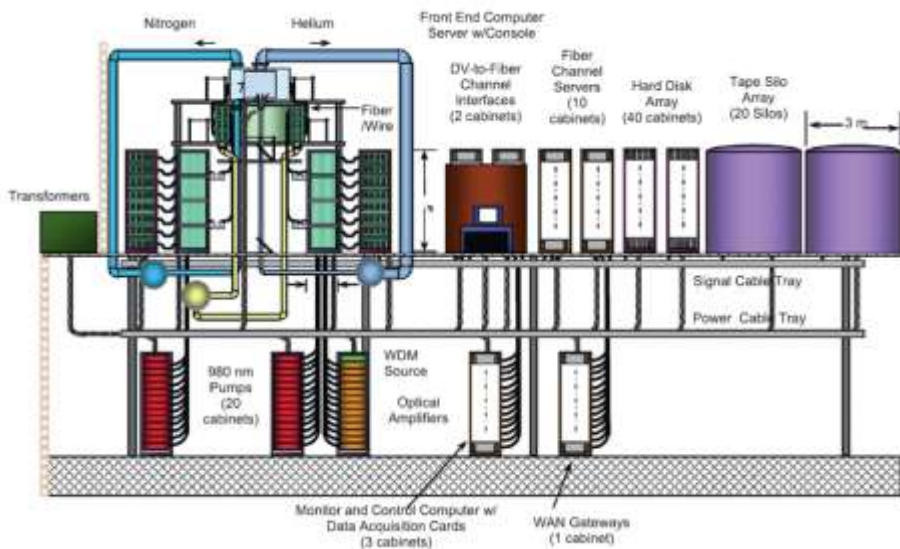 Nitrogen
Helium
Front End Computer
Server w/Console
DV-to-Fiber
Channel
Interfaces
(2 cabinets)
Fiber
Channel
Servers
(10
cabinets)
Hard Disk
Array
(40 cabinets)
Tape Silo
Array
(20 Silos)
3 m
Fiber
/Wire
Transformers
Signal Cable Tray
Power Cable Tray
980 nm
Pumps
(20
cabinets)
WDM
Source
Optical
Amplifiers
Monitor and Control Computer w/
Data Acquisition Cards
(3 cabinets)
WAN Gateways
(1 cabinet)